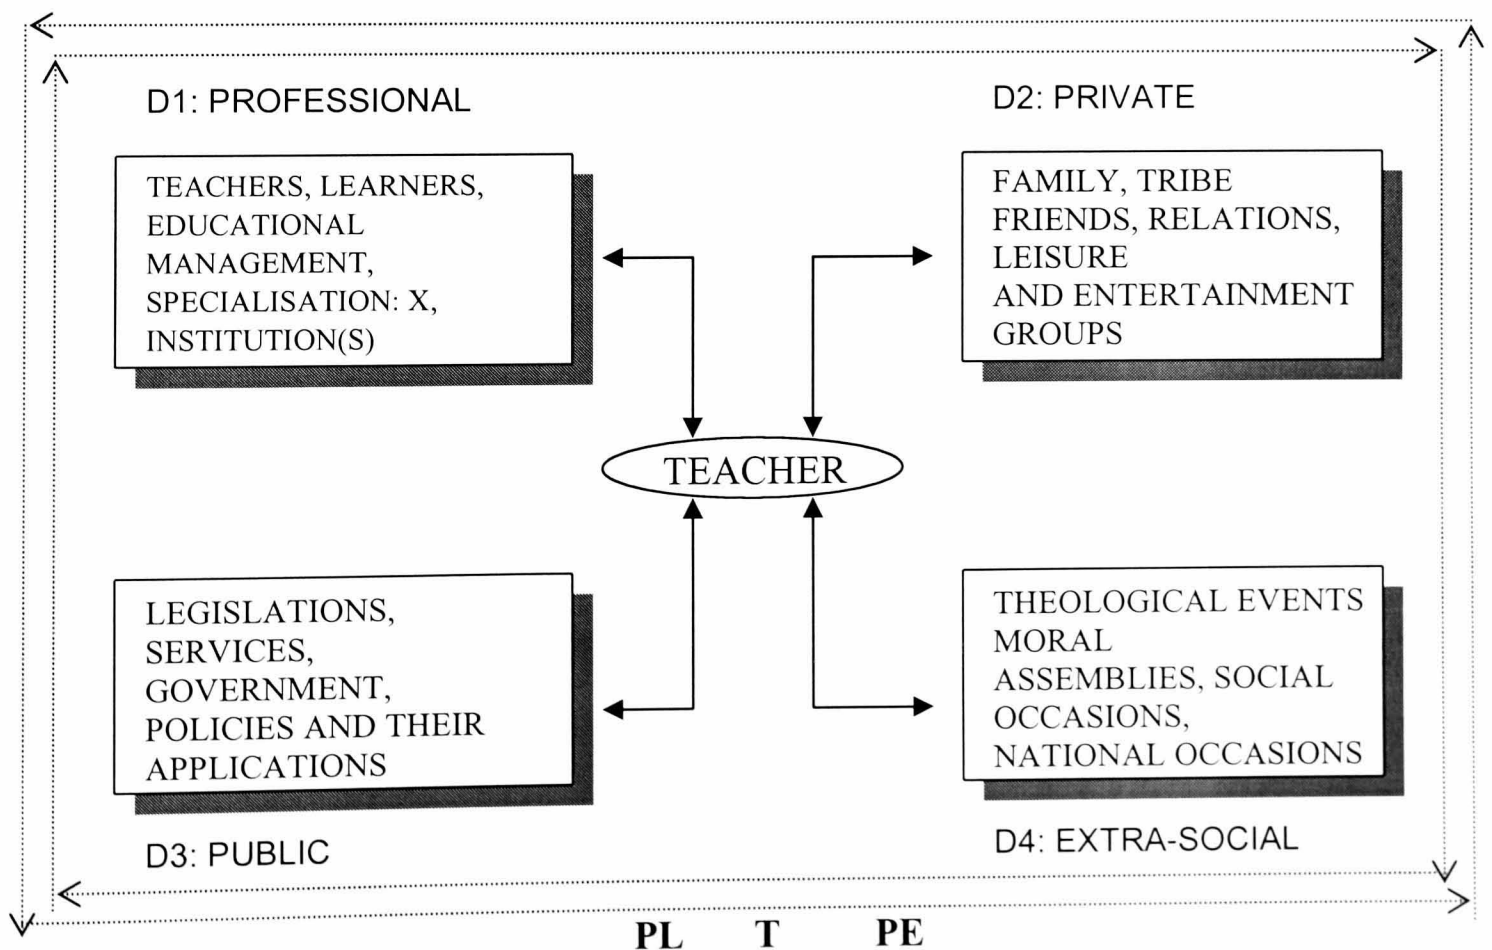 D1: PROFESSIONAL
TEACHERS, LEARNERS,
EDUCATIONAL
MANAGEMENT,
SPECIALISATION: X,
INSTITUTION(S)
D2: PRIVATE
FAMILY, TRIBE
FRIENDS, RELATIONS,
LEISURE
AND ENTERTAINMENT
GROUPS
TEACHER
LEGISLATIONS,
SERVICES,
GOVERNMENT,
POLICIES AND THEIR
APPLICATIONS
D3: PUBLIC
THEOLOGICAL EVENTS
MORAL
ASSEMBLIES, SOCIAL
OCCASIONS,
NATIONAL OCCASIONS
D4: EXTRA-SOCIAL
PL T PE